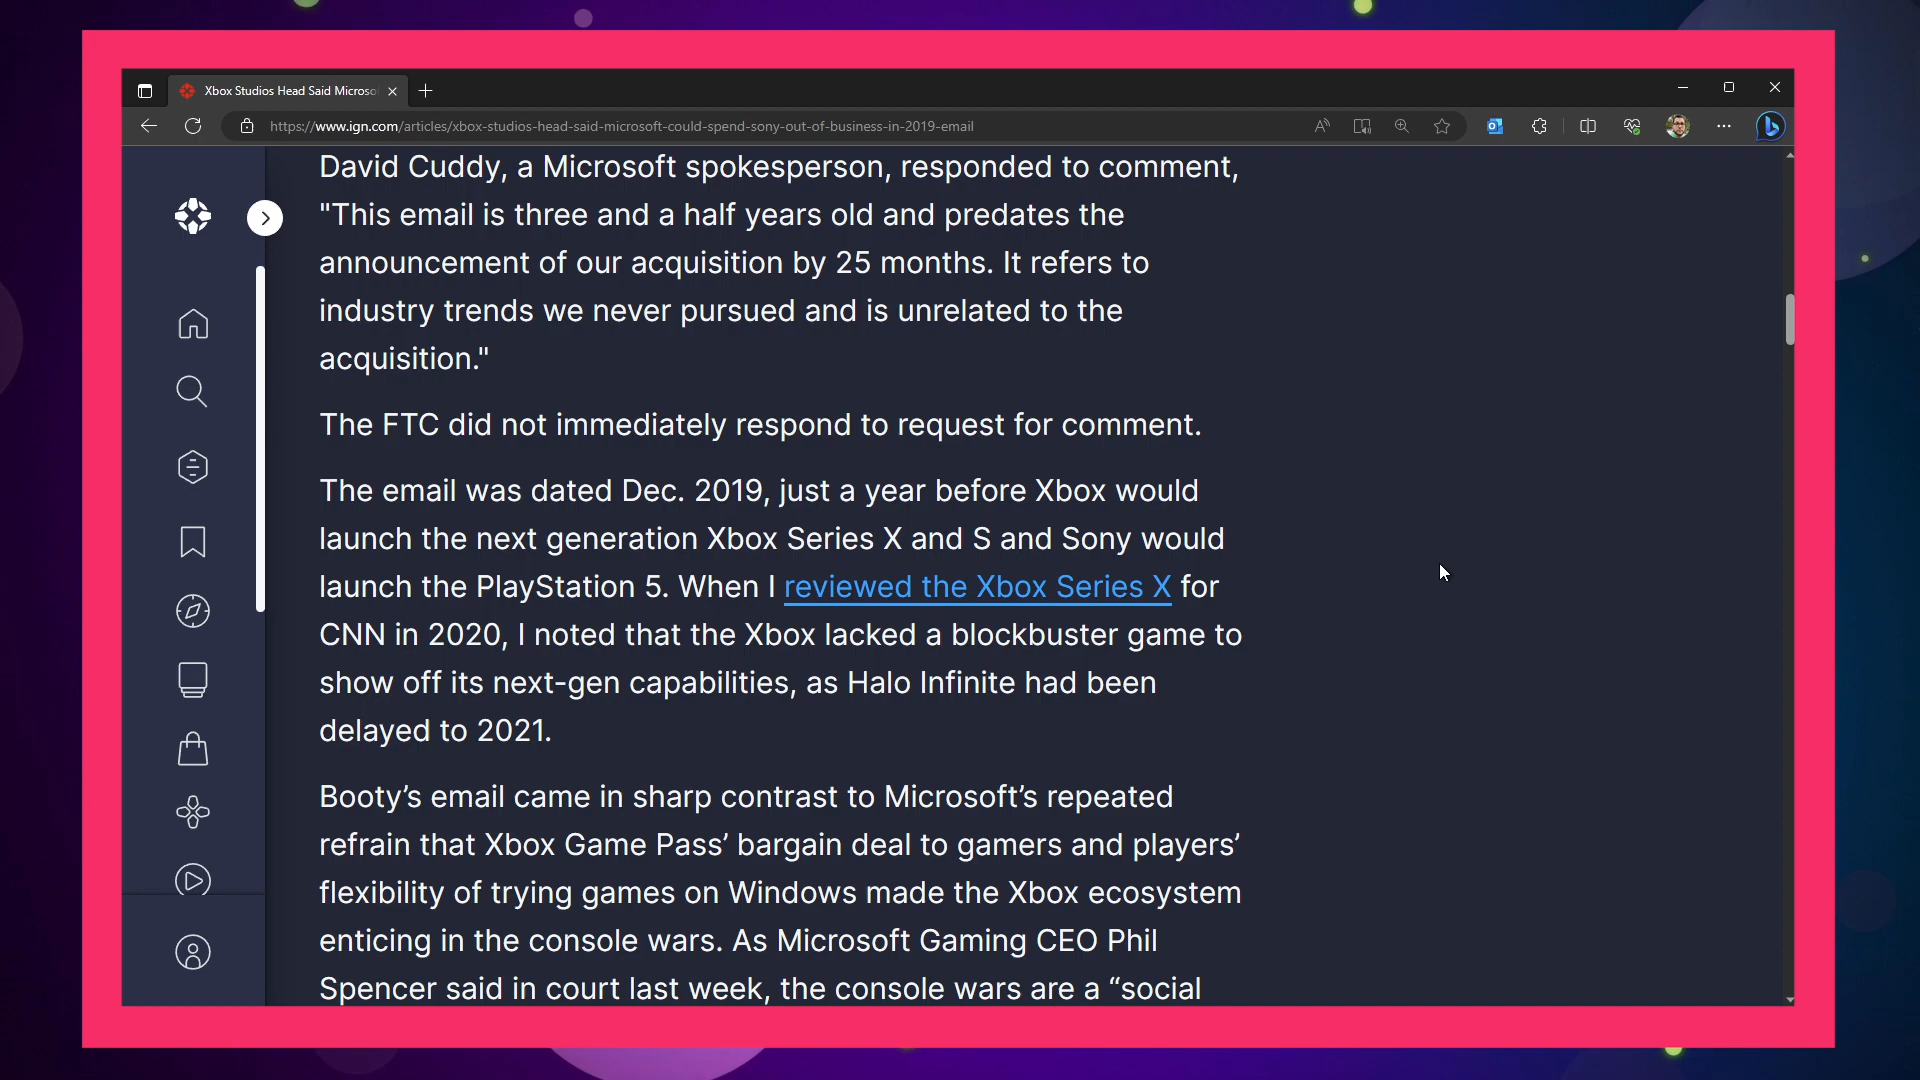 Xbox Studios Head Said Microso
https://www.ign.com/articles/xbox-studios-head-said-microsoft-could-spend-sony-out-of-business-in-2019-email
David Cuddy, a Microsoft spokesperson, responded to comment,
"This email is three and a half years old and predates the
announcement of our acquisition by 25 months. It refers to
industry trends we never pursued and is unrelated to the
acquisition."
The FTC did not immediately respond to request for comment.
The email was dated Dec. 2019, just a year before Xbox would
launch the next generation Xbox Series X and S and Sony would
launch the PlayStation 5. When I reviewed the Xbox Series X for
CNN in 2020, I noted that the Xbox lacked a blockbuster game to
show off its next-gen capabilities, as Halo Infinite had been
delayed to 2021.
Booty’s email came in sharp contrast to Microsoft’s repeated
refrain that Xbox Game Pass’ bargain deal to gamers and players’
flexibility of trying games on Windows made the Xbox ecosystem
enticing in the console wars. As Microsoft Gaming CEO Phil
Spencer said in court last week, the console wars are a “social